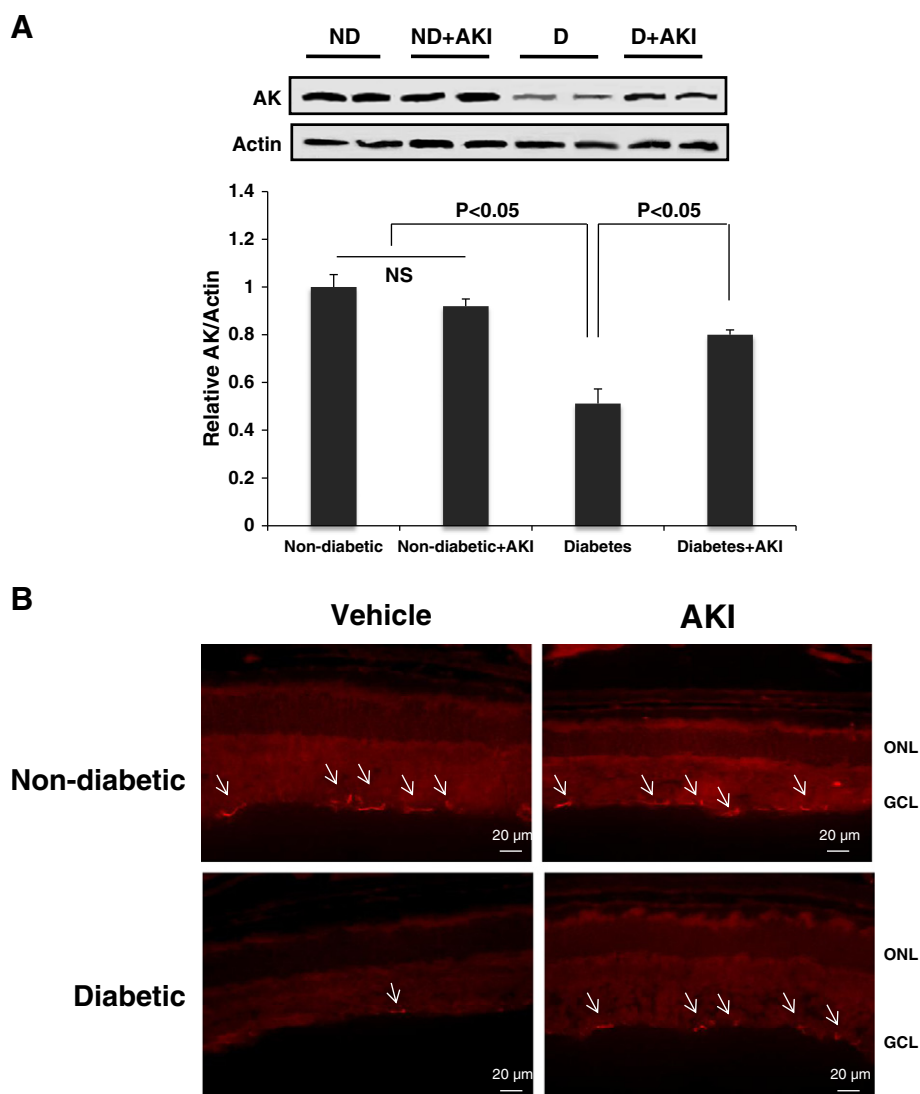 A
ND ND+AKI D D+AKI
AK
Actin
1.4
1.2
1
0.8
0.6
0.4
0.2
0
Relative AK/Actin
P<0.05 P<0.05
NS
Non-diabetic Non-diabetic+AKI Diabetes Diabetes+AKI
B
Vehicle AKI
Non-diabetic
ONL
GCL
20 µm 20 µm
Diabetic
ONL
GCL
20 µm 20 µm